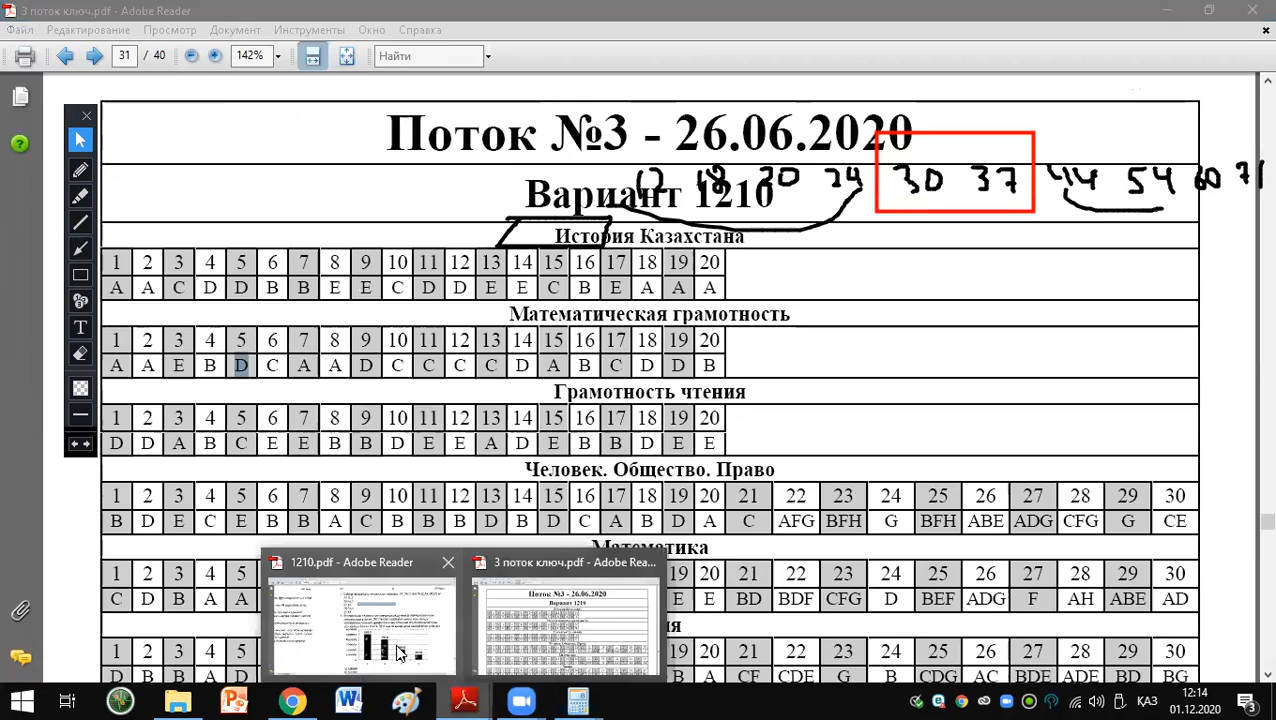 3 поток ключ.pdf - Adobe Reader
Файл Редактирование Просмотр Документ Инструменты Окно Справка
31 / 40 142% Найти
Поток №3 - 26.06.2020
Вариант 1210
12 18 20 24 30 37 44 54 60 71
История Казахстана
1 2 3 4 5 6 7 8 9 10 11 12 13 14 15 16 17 18 19 20
A A C D D B B E E C D D E E C B E A A A
Математическая грамотность
1 2 3 4 5 6 7 8 9 10 11 12 13 14 15 16 17 18 19 20
A A E B D C A A D C C C C D A B C D D B
Грамотность чтения
1 2 3 4 5 6 7 8 9 10 11 12 13 14 15 16 17 18 19 20
D D A B C E E B B D E E A D E B B D E E
Человек. Общество. Право
1 2 3 4 5 6 7 8 9 10 11 12 13 14 15 16 17 18 19 20 21 22 23 24 25 26 27 28 29 30
B D E C E B B A C B B B D B D C A B D A C AFG BFH G BFH ABE ADG CFG G CE
Математика
1 2 3 4 5 19 20 21 22 23 24 25 26 27 28 29 30
C D B A A E E BD BDF CFG D BEF ADG F AH ABE AD
ия
1 2 3 4 5 19 20 21 22 23 24 25 26 27 28 29 30
B A A D B A CF CDE G B CDG AC BDE ADE BD AG
1210.pdf - Adobe Reader
3 поток ключ.pdf - Adobe Rea...
Поток №3 - 26.06.2020
Вариант 1210
КАЗ
12:14
01.12.2020